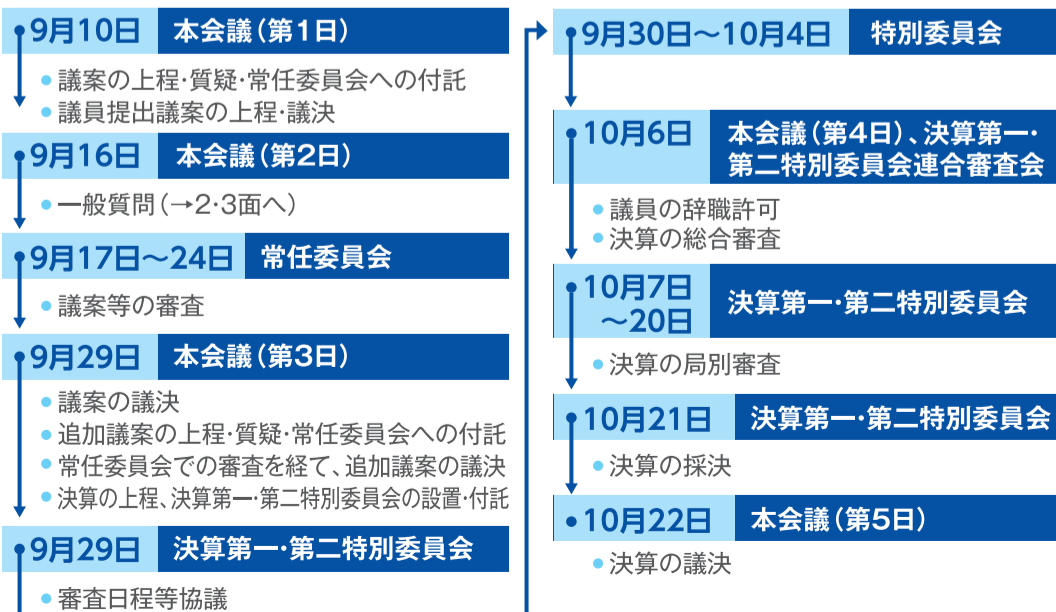 9月10日 本会議（第1日）
●議案の上程・質疑・常任委員会への付託
●議員提出議案の上程・議決
9月16日 本会議（第2日）
●一般質問（→2・3面へ）
9月17日～24日 常任委員会
●議案等の審査
9月29日 本会議（第3日）
●議案の議決
●追加議案の上程・質疑・常任委員会への付託
●常任委員会での審査を経て、追加議案の議決
●決算の上程、決算第一・第二特別委員会の設置・付託
9月29日 決算第一・第二特別委員会
●審査日程等協議
9月30日～10月4日 特別委員会
10月6日 本会議（第4日）、決算第一・
第二特別委員会連合審査会
●議員の辞職許可
●決算の総合審査
10月7日
～20日 決算第一・第二特別委員会
●決算の局別審査
10月21日 決算第一・第二特別委員会
●決算の採決
10月22日 本会議（第5日）
●決算の議決